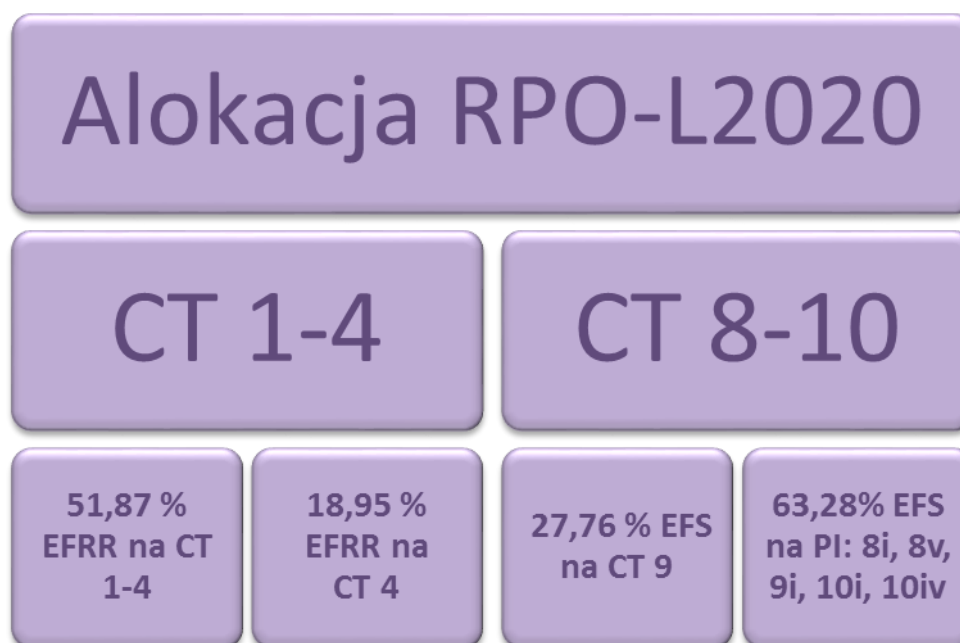 Alokacja RPO-L2020
CT 1-4
CT 8-10
51,87 %
EFRR na CT
1-4
18,95 %
EFRR na
CT 4
27,76 % EFS
na CT 9
63,28% EFS
na PI: 8i, 8v,
9i, 10i, 10iv